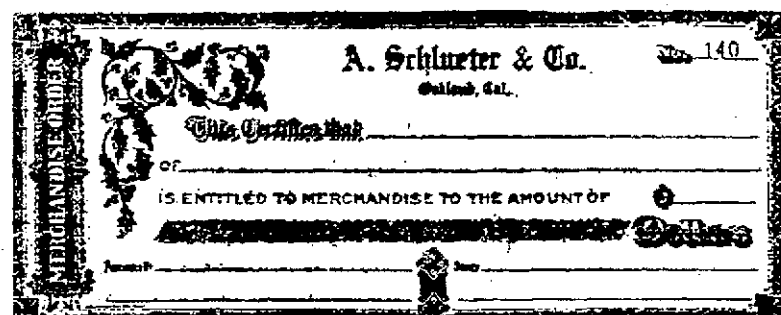 MERCHANDISE ORDER
A. Schlueter & Co.
No. 140
Oakland, Cal.
This Certifies that
OF
IS ENTITLED TO MERCHANDISE TO THE AMOUNT OF $
Dollars